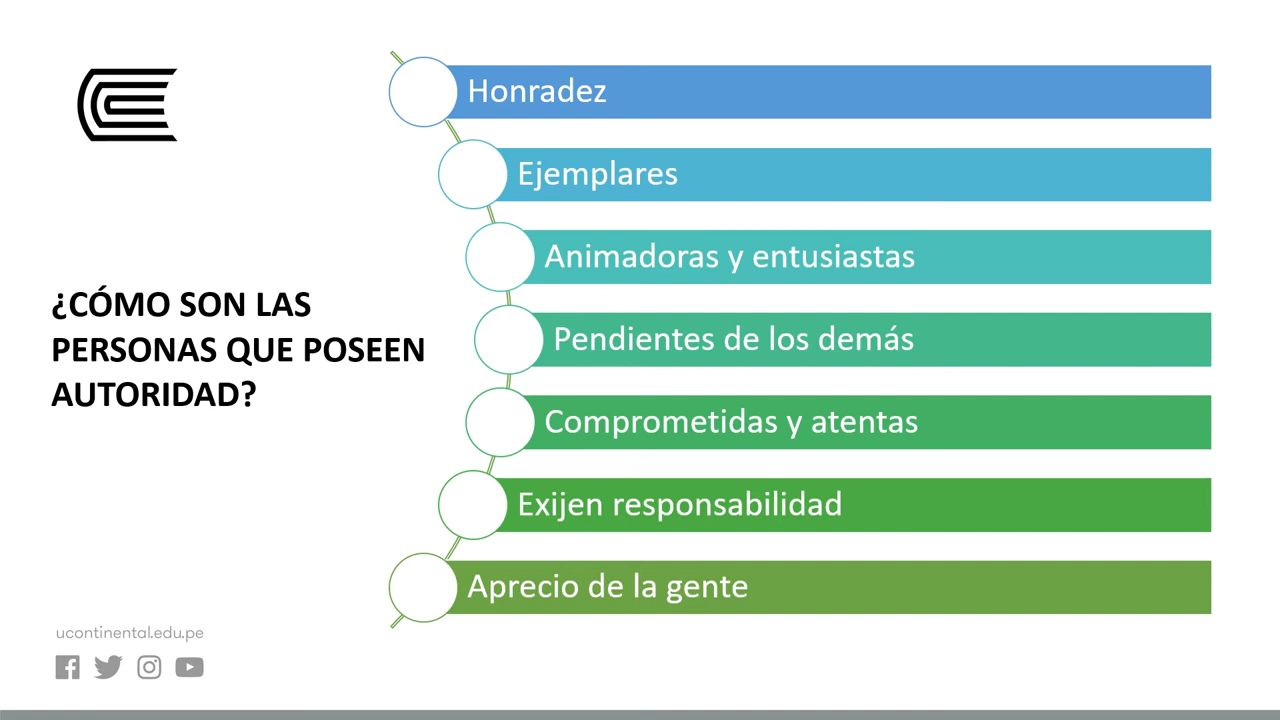 ¿CÓMO SON LAS
PERSONAS QUE POSEEN
AUTORIDAD?
Honradez
Ejemplares
Animadoras y entusiastas
Pendientes de los demás
Comprometidas y atentas
Exijen responsabilidad
Aprecio de la gente
ucontinental.edu.pe